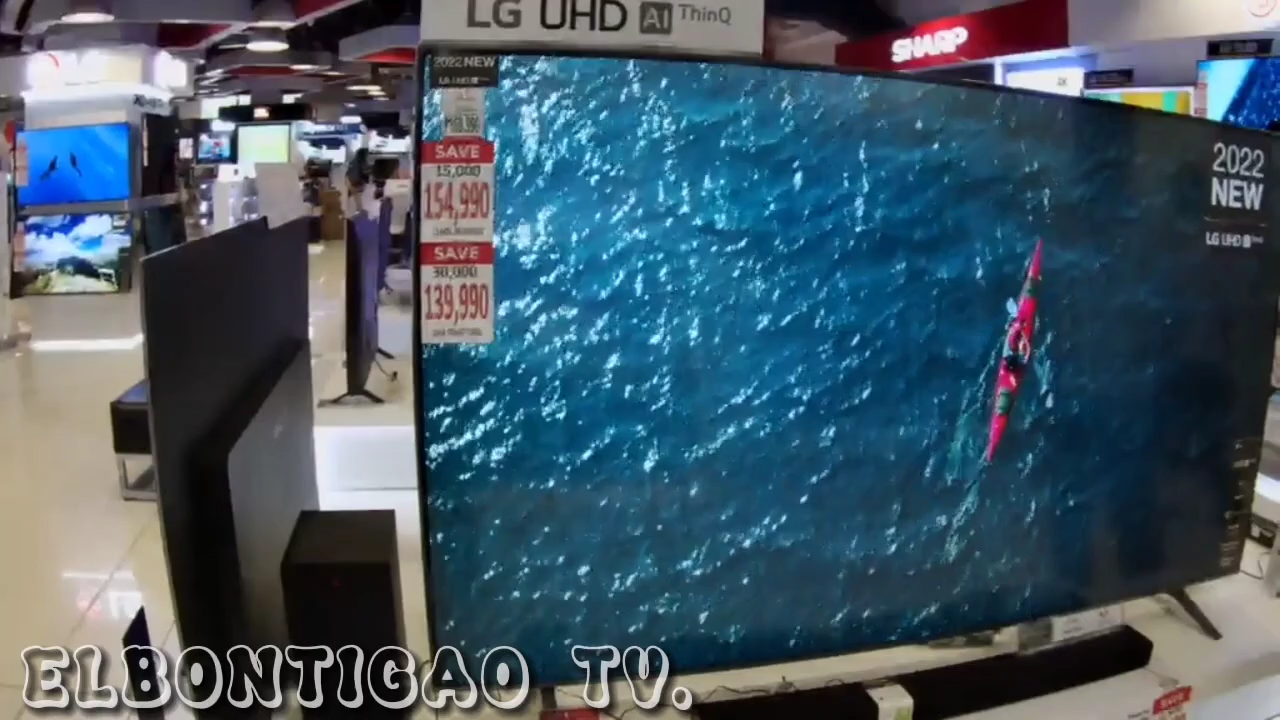 LG UHD AI ThinQ
SHARP
2022 NEW
SAVE
15,000
154,990
SAVE
30,000
139,990
2022
NEW
LG UHD
ELBONTIGAO TV.